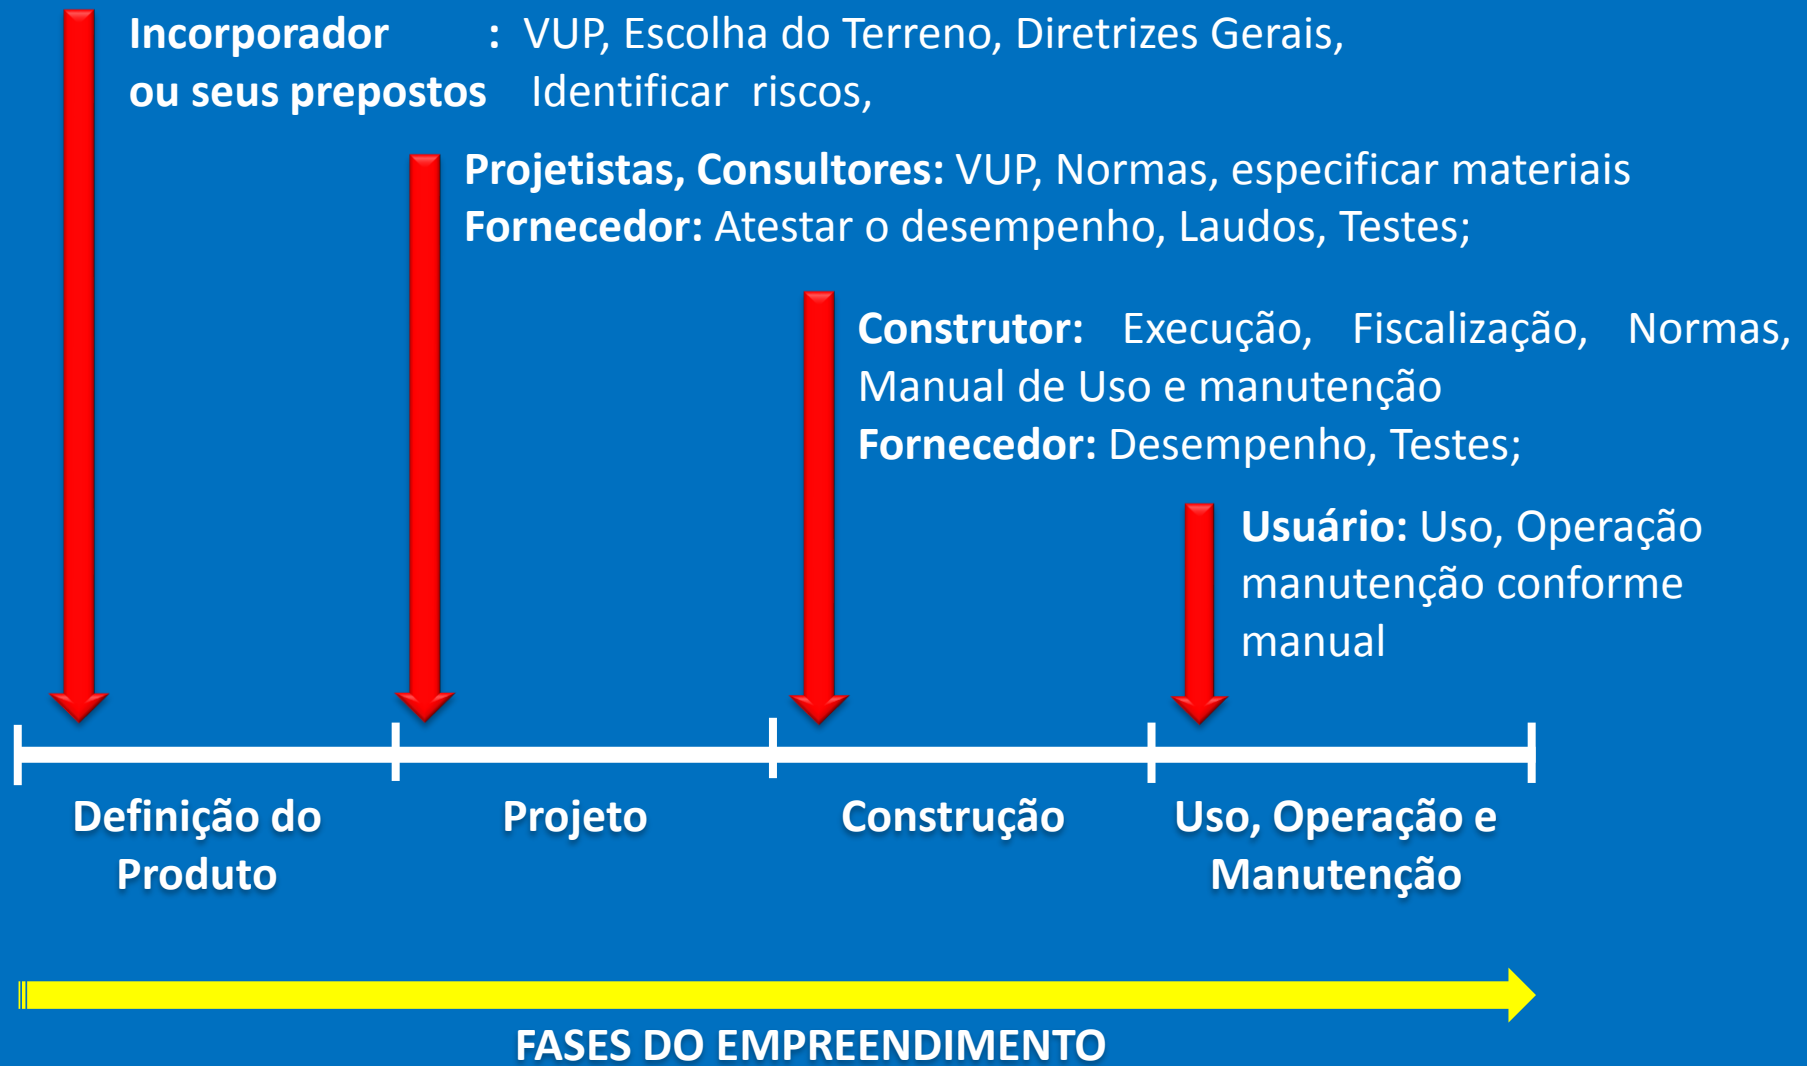 Incorporador : VUP, Escolha do Terreno, Diretrizes Gerais,
ou seus prepostos Identificar riscos,
Projetistas, Consultores: VUP, Normas, especificar materiais
Fornecedor: Atestar o desempenho, Laudos, Testes;
Construtor: Execução, Fiscalização, Normas,
Manual de Uso e manutenção
Fornecedor: Desempenho, Testes;
Usuário: Uso, Operação
manutenção conforme
manual
Definição do
Produto
Projeto
Construção
Uso, Operação e
Manutenção
FASES DO EMPREENDIMENTO